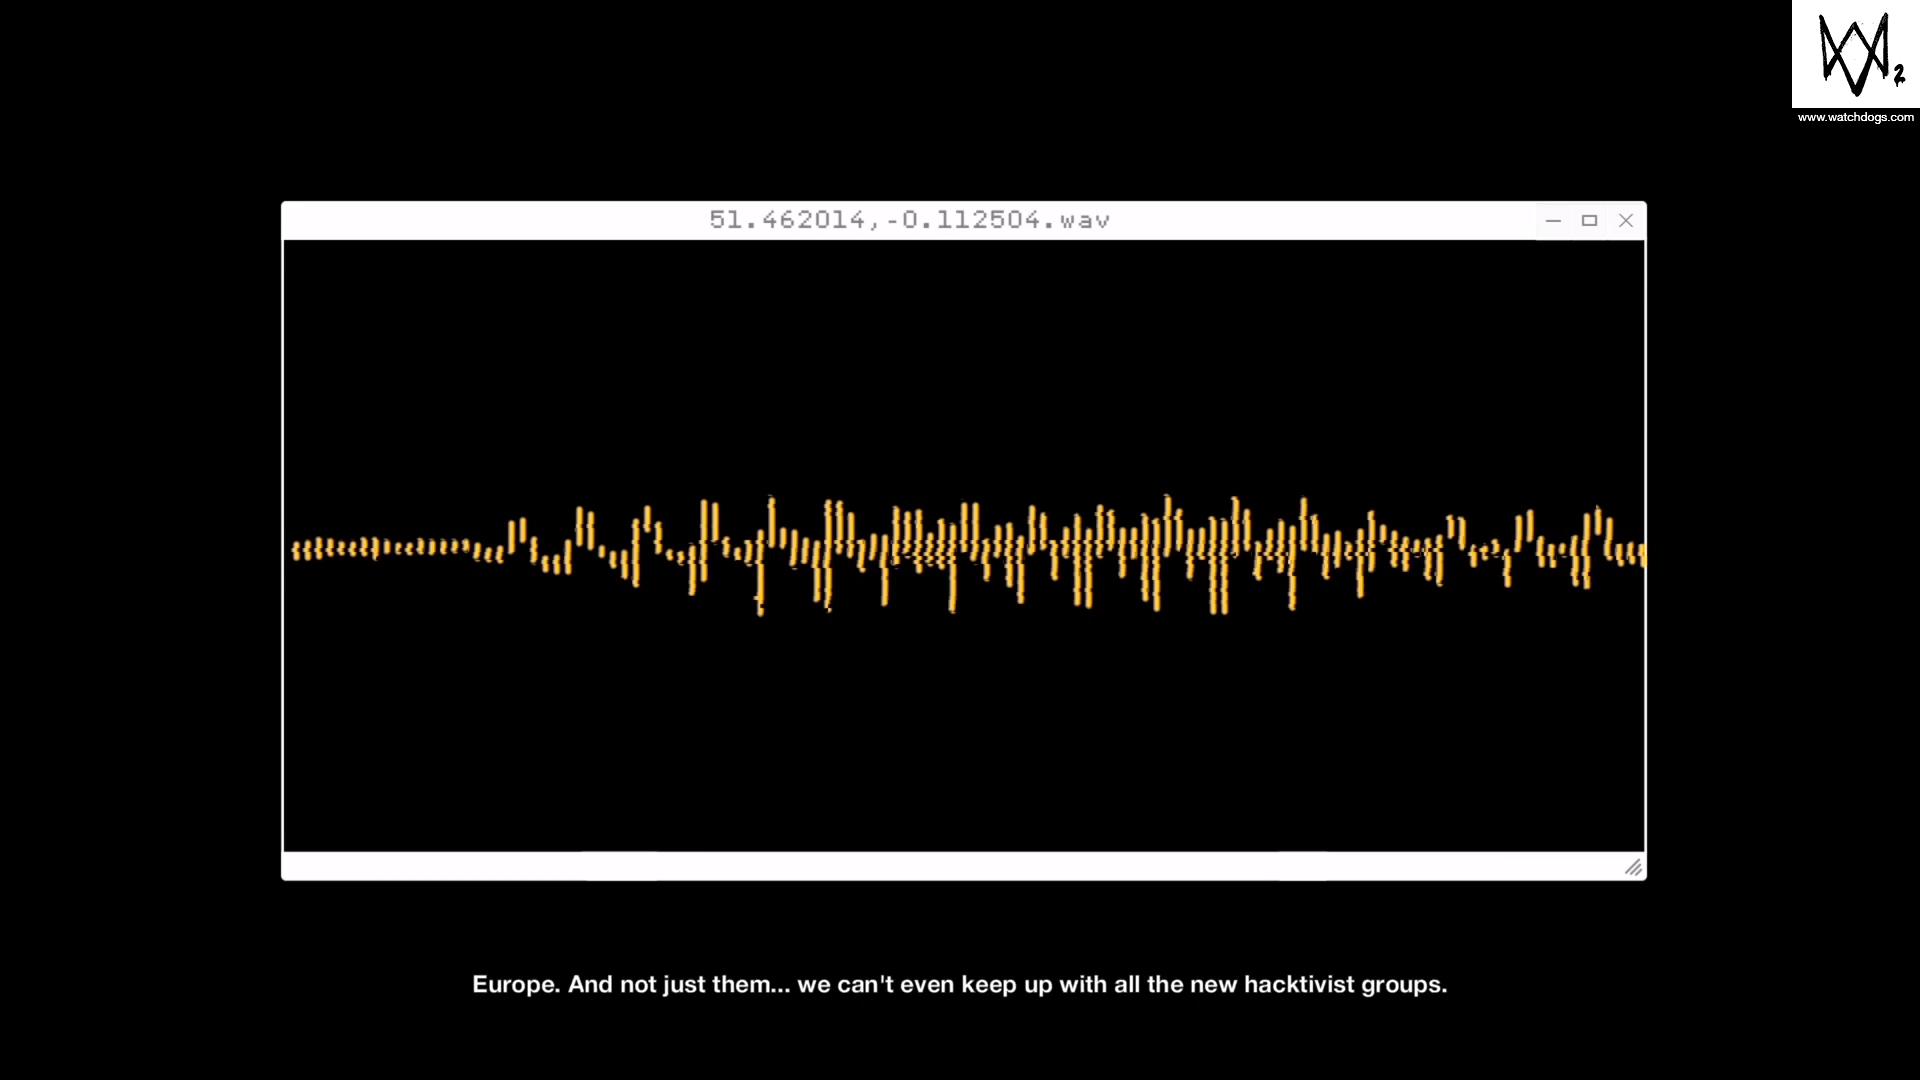 2
www.watchdogs.com
51.462014,-0.112504.wav
Europe. And not just them... we can't even keep up with all the new hacktivist groups.